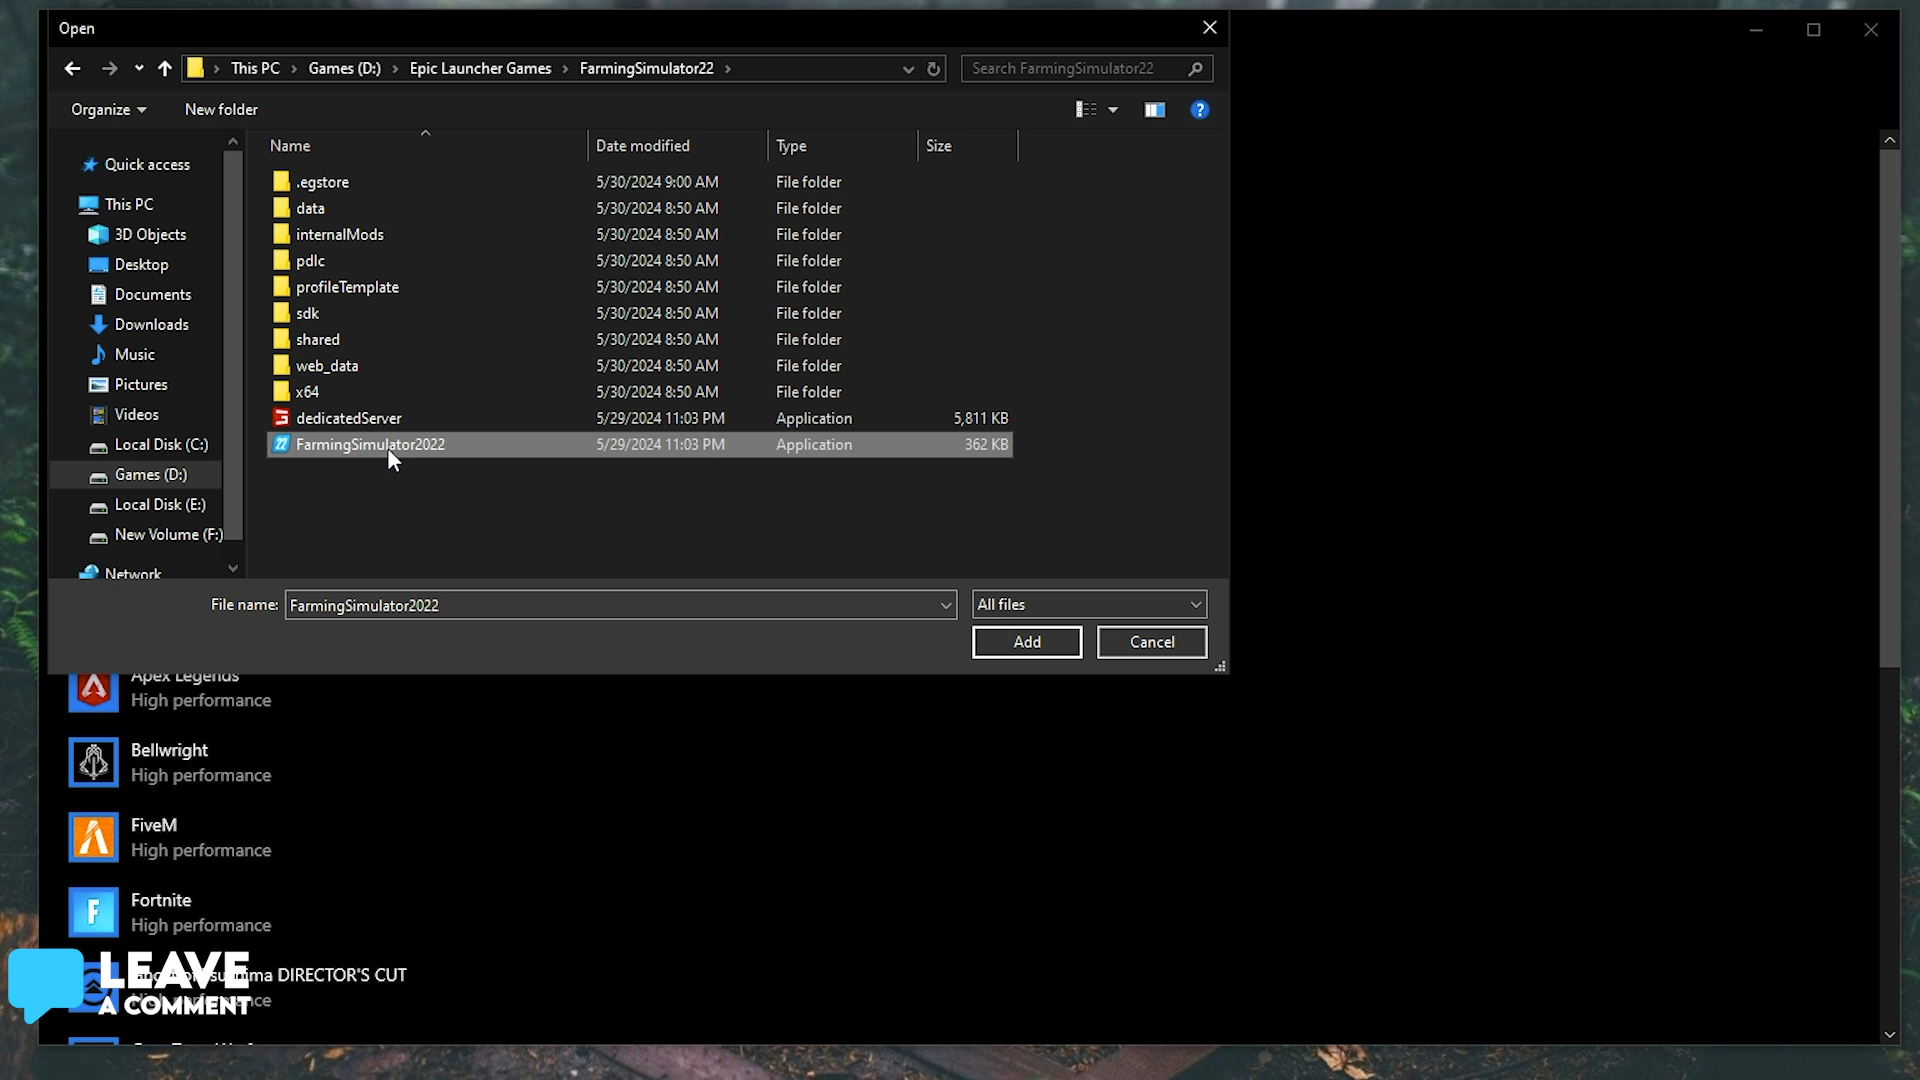 Open
This PC > Games (D:) > Epic Launcher Games > FarmingSimulator22 >
Search FarmingSimulator22
Organize
New folder
Name
Date modified
Type
Size
Quick access
This PC
3D Objects
Desktop
Documents
Downloads
Music
Pictures
Videos
Local Disk (C:)
Games (D:)
Local Disk (E:)
New Volume (F:)
Network
.egstore 5/30/2024 9:00 AM File folder
data 5/30/2024 8:50 AM File folder
internalMods 5/30/2024 8:50 AM File folder
pdlc 5/30/2024 8:50 AM File folder
profileTemplate 5/30/2024 8:50 AM File folder
sdk 5/30/2024 8:50 AM File folder
shared 5/30/2024 8:50 AM File folder
web_data 5/30/2024 8:50 AM File folder
x64 5/30/2024 8:50 AM File folder
dedicatedServer 5/29/2024 11:03 PM Application 5,811 KB
22 FarmingSimulator2022 5/29/2024 11:03 PM Application 362 KB
File name: FarmingSimulator2022
All files
Add
Cancel
Apex Legends
High performance
Bellwright
High performance
FiveM
High performance
F
Fortnite
High performance
DIRECTOR'S CUT
LEAVE
A COMMENT